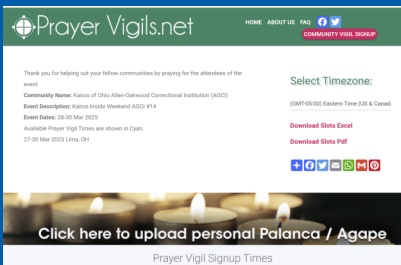 Prayer Vigils.net
HOME ABOUT US FAQ
COMMUNITY VIGIL SIGNUP
Thank you for helping out your fellow communities by praying for the attendees of the
event.
Community Name: Kairos of Ohio Allen-Oakwood Correctional Institution (AOCI)
Event Description: Kairos Inside Weekend AOCI #14
Event Dates: 28-30 Mar 2025
Available Prayer Vigil Times are shown in Cyan.
27-30 Mar 2025 Lima, OH
Select Timezone:
(GMT-05:00) Eastern Time (US & Canad
Download Slots Excel
Download Slots Pdf
Click here to upload personal Palanca / Agape
Prayer Vigil Signup Times